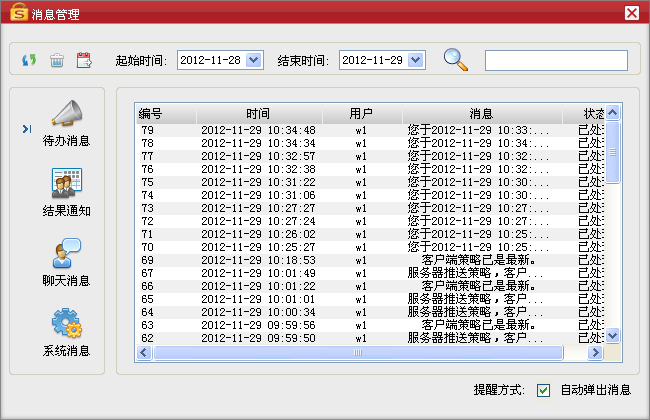 消息管理
起始时间: 2012-11-28 结束时间: 2012-11-29
待办消息
结果通知
聊天消息
系统消息
编号 时间 用户 消息 状态
79 2012-11-29 10:34:48 w1 您于2012-11-29 10:33:... 已处
78 2012-11-29 10:34:34 w1 您于2012-11-29 10:32:... 已处
77 2012-11-29 10:32:57 w1 您于2012-11-29 10:32:... 已处
76 2012-11-29 10:32:38 w1 您于2012-11-29 10:32:... 已处
75 2012-11-29 10:31:22 w1 您于2012-11-29 10:30:... 已处
74 2012-11-29 10:31:06 w1 您于2012-11-29 10:30:... 已处
73 2012-11-29 10:27:27 w1 您于2012-11-29 10:27:... 已处
72 2012-11-29 10:27:24 w1 您于2012-11-29 10:27:... 已处
71 2012-11-29 10:26:02 w1 您于2012-11-29 10:25:... 已处
70 2012-11-29 10:25:27 w1 您于2012-11-29 10:25:... 已处
69 2012-11-29 10:18:53 w1 客户端策略已是最新。 已处
67 2012-11-29 10:01:49 w1 服务器推送策略，客户... 已处
66 2012-11-29 10:01:22 w1 客户端策略已是最新。 已处
65 2012-11-29 10:01:01 w1 服务器推送策略，客户... 已处
64 2012-11-29 10:00:34 w1 服务器推送策略，客户... 已处
63 2012-11-29 09:59:56 w1 客户端策略已是最新。 已处
62 2012-11-29 09:59:50 w1 服务器推送策略，客户... 已处
提醒方式: 自动弹出消息